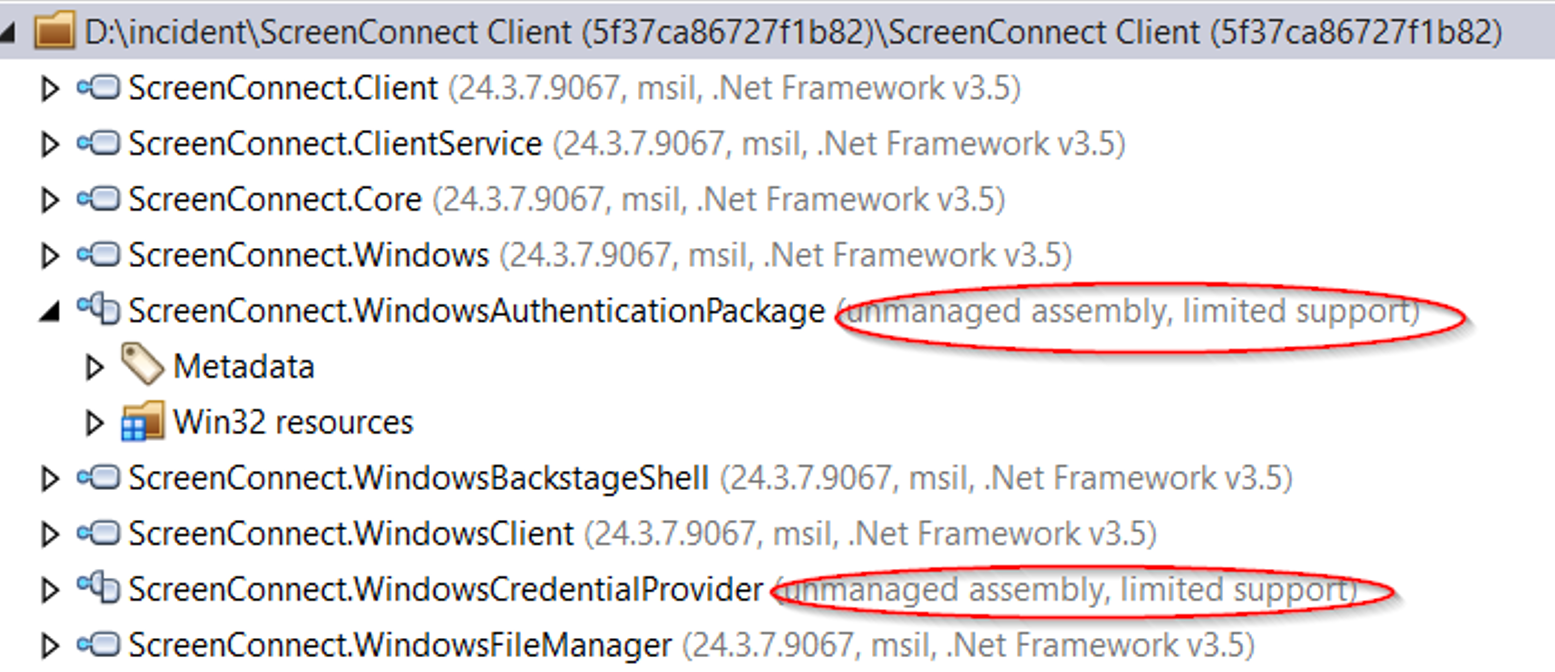 D:\incident\ScreenConnect Client (5f37ca86727f1b82)\ScreenConnect Client (5f37ca86727f1b82)
ScreenConnect.Client (24.3.7.9067, msil, .Net Framework v3.5)
ScreenConnect.ClientService (24.3.7.9067, msil, .Net Framework v3.5)
ScreenConnect.Core (24.3.7.9067, msil, .Net Framework v3.5)
ScreenConnect.Windows (24.3.7.9067, msil, .Net Framework v3.5)
ScreenConnect.WindowsAuthenticationPackage (unmanaged assembly, limited support)
Metadata
Win32 resources
ScreenConnect.WindowsBackstageShell (24.3.7.9067, msil, .Net Framework v3.5)
ScreenConnect.WindowsClient (24.3.7.9067, msil, .Net Framework v3.5)
ScreenConnect.WindowsCredentialProvider (unmanaged assembly, limited support)
ScreenConnect.WindowsFileManager (24.3.7.9067, msil, .Net Framework v3.5)